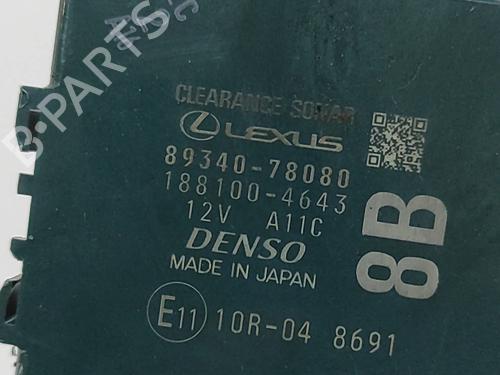 CLEARANCE SONAR
LEXUS
89340-78080
188100-4643
12V A11C
DENSO
MADE IN JAPAN
8B
E11 10R-04 8691
B-PARTS